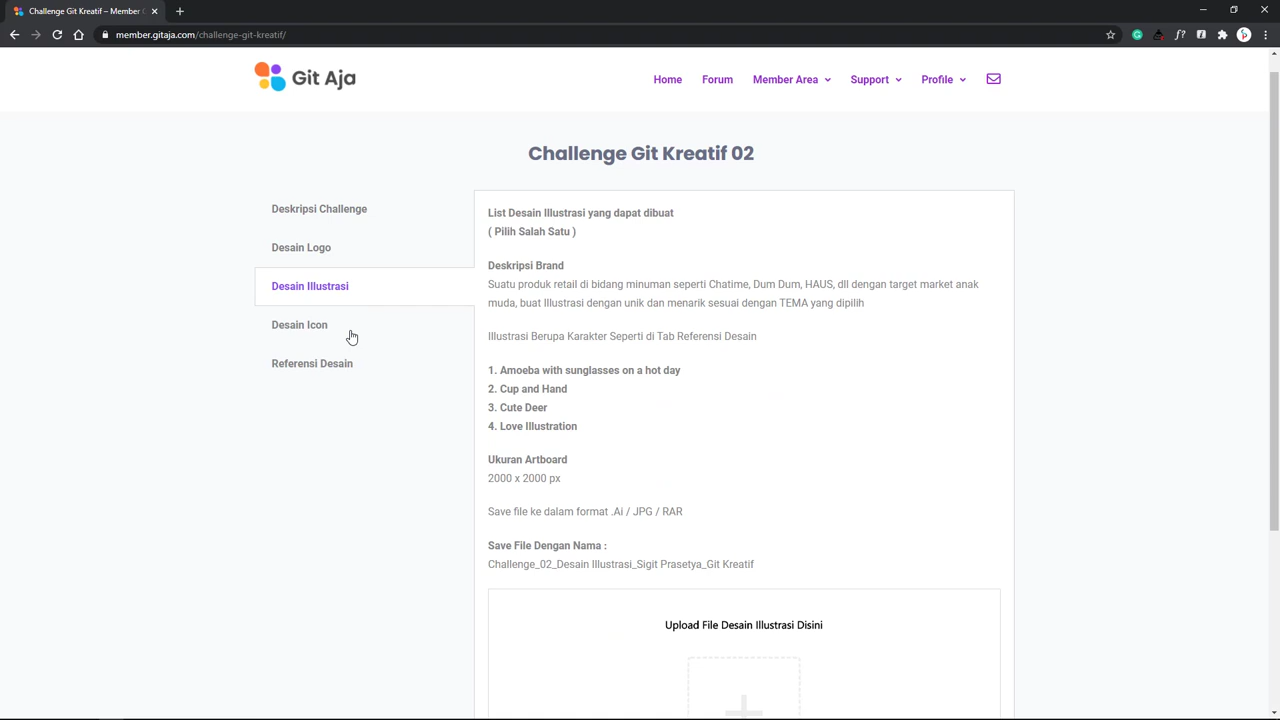 Challenge Git Kreatif – Member
member.gitaja.com/challenge-git-kreatif/
Git Aja
Home Forum Member Area Support Profile
Challenge Git Kreatif 02
Deskripsi Challenge
Desain Logo
Desain Illustrasi
Desain Icon
Referensi Desain
List Desain Illustrasi yang dapat dibuat
( Pilih Salah Satu )
Deskripsi Brand
Suatu produk retail di bidang minuman seperti Chatime, Dum Dum, HAUS, dll dengan target market anak
muda, buat Illustrasi dengan unik dan menarik sesuai dengan TEMA yang dipilih
Illustrasi Berupa Karakter Seperti di Tab Referensi Desain
1. Amoeba with sunglasses on a hot day
2. Cup and Hand
3. Cute Deer
4. Love Illustration
Ukuran Artboard
2000 x 2000 px
Save file ke dalam format .Ai / JPG / RAR
Save File Dengan Nama :
Challenge_02_Desain Illustrasi_Sigit Prasetya_Git Kreatif
Upload File Desain Illustrasi Disini